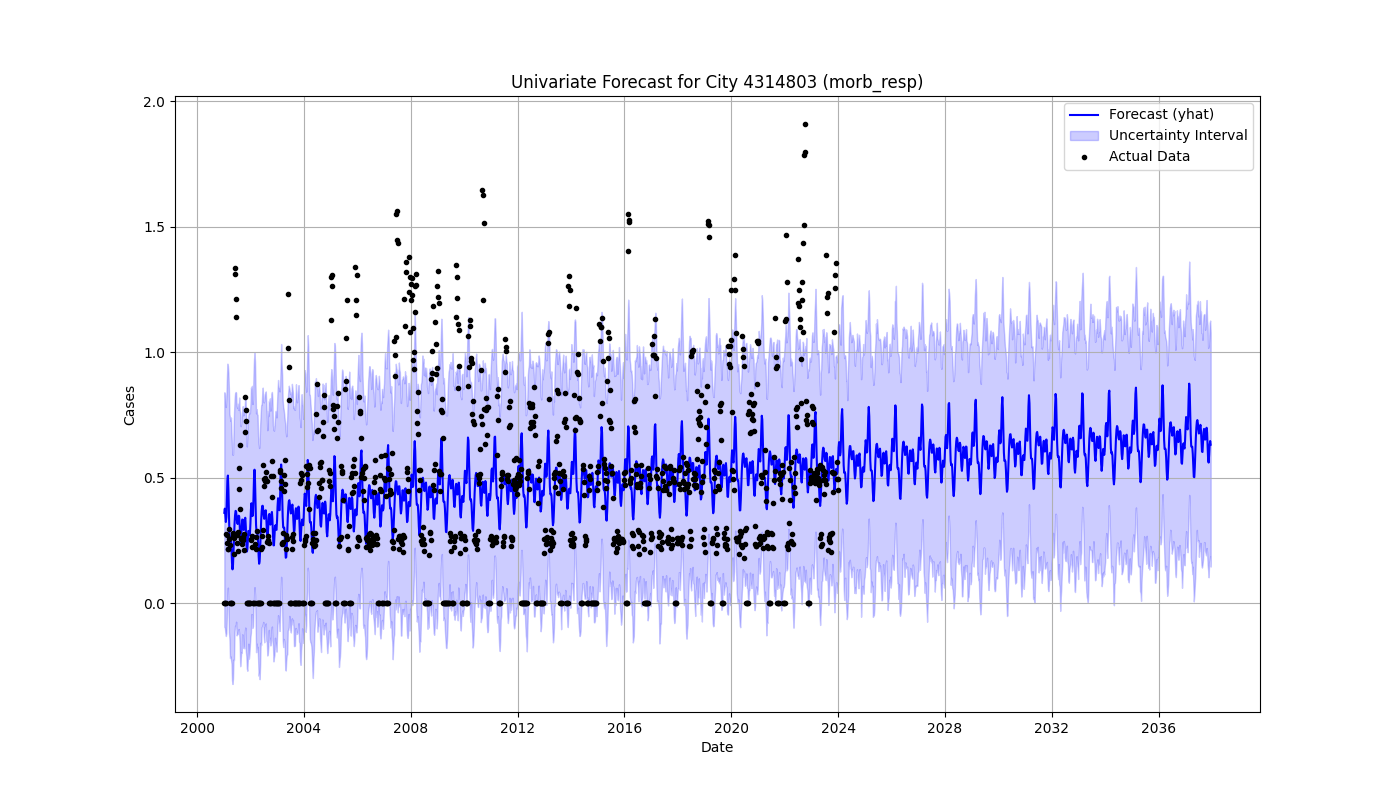 Univariate Forecast for City 4314803 (morb_resp)
Forecast (yhat)
Uncertainty Interval
Actual Data
2.0
1.5
1.0
0.5
0.0
Cases
2000 2004 2008 2012 2016 2020 2024 2028 2032 2036
Date